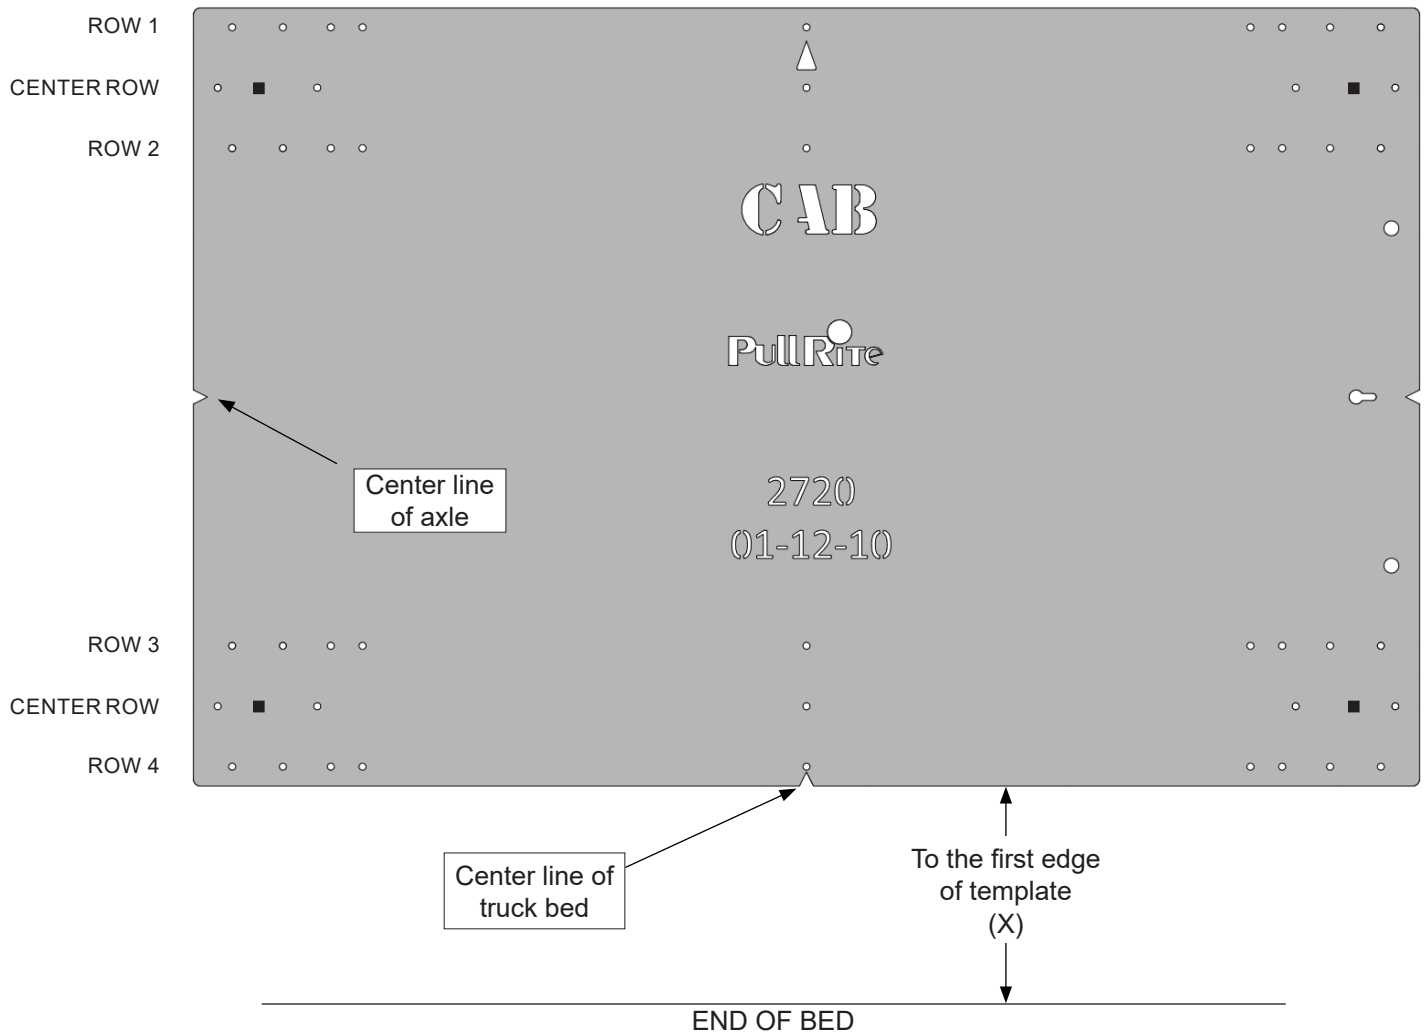 ROW 1
CENTER ROW
ROW 2
CAB
PullRite
Center line
of axle
2720
01-12-10
ROW 3
CENTER ROW
ROW 4
Center line of
truck bed
To the first edge
of template
(X)
END OF BED